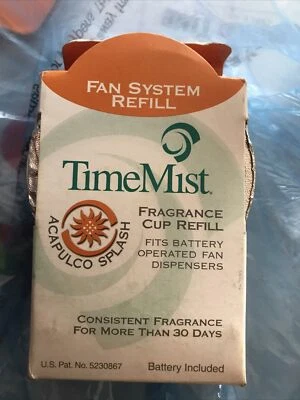 FAN SYSTEM
REFILL
TimeMist®
ACAPULCO SPLASH
FRAGRANCE
CUP REFILL
FITS BATTERY
OPERATED FAN
DISPENSERS
CONSISTENT FRAGRANCE
FOR MORE THAN 30 DAYS
U.S. Pat. No. 5230867
Battery Included